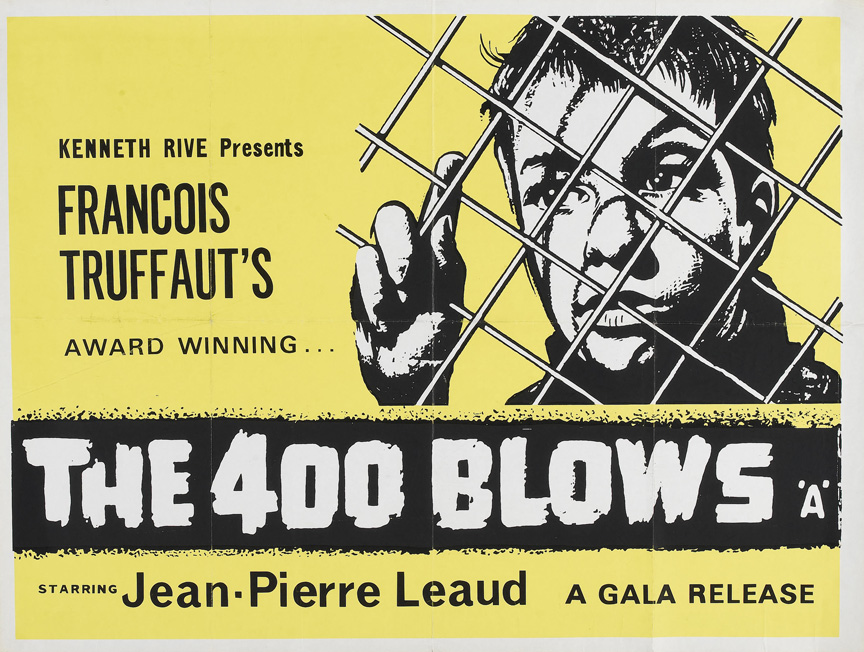 KENNETH RIVE Presents
FRANCOIS
TRUFFAUT'S
AWARD WINNING...
THE 400 BLOWS "A"
STARRING Jean-Pierre Leaud A GALA RELEASE